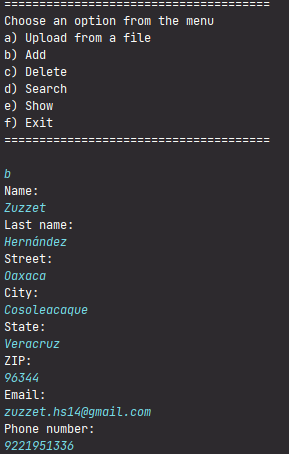 ======================================
Choose an option from the menu
a) Upload from a file
b) Add
c) Delete
d) Search
e) Show
f) Exit
======================================
b
Name:
Zuzzet
Last name:
Hernández
Street:
Oaxaca
City:
Cosoleacaque
State:
Veracruz
ZIP:
96344
Email:
zuzzet.hs14@gmail.com
Phone number:
9221951336